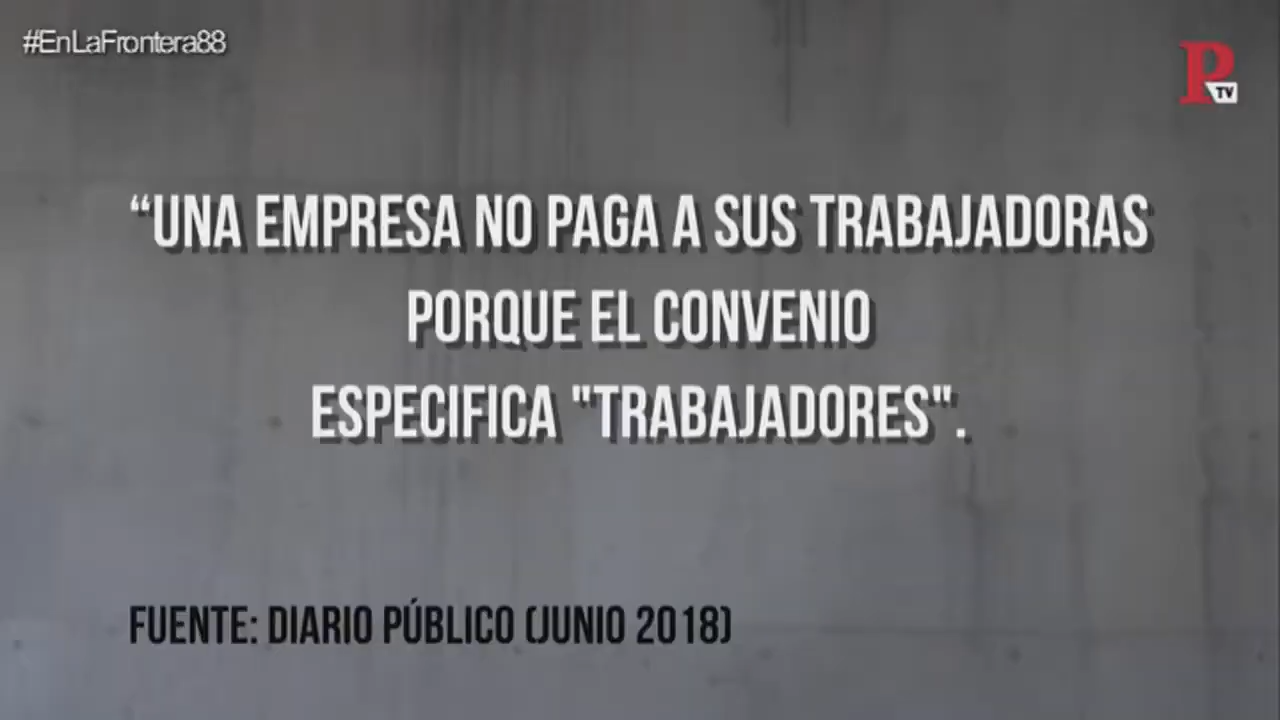 #EnLaFrontera88
P
TV
“UNA EMPRESA NO PAGA A SUS TRABAJADORAS
PORQUE EL CONVENIO
ESPECIFICA "TRABAJADORES".
FUENTE: DIARIO PÚBLICO (JUNIO 2018)